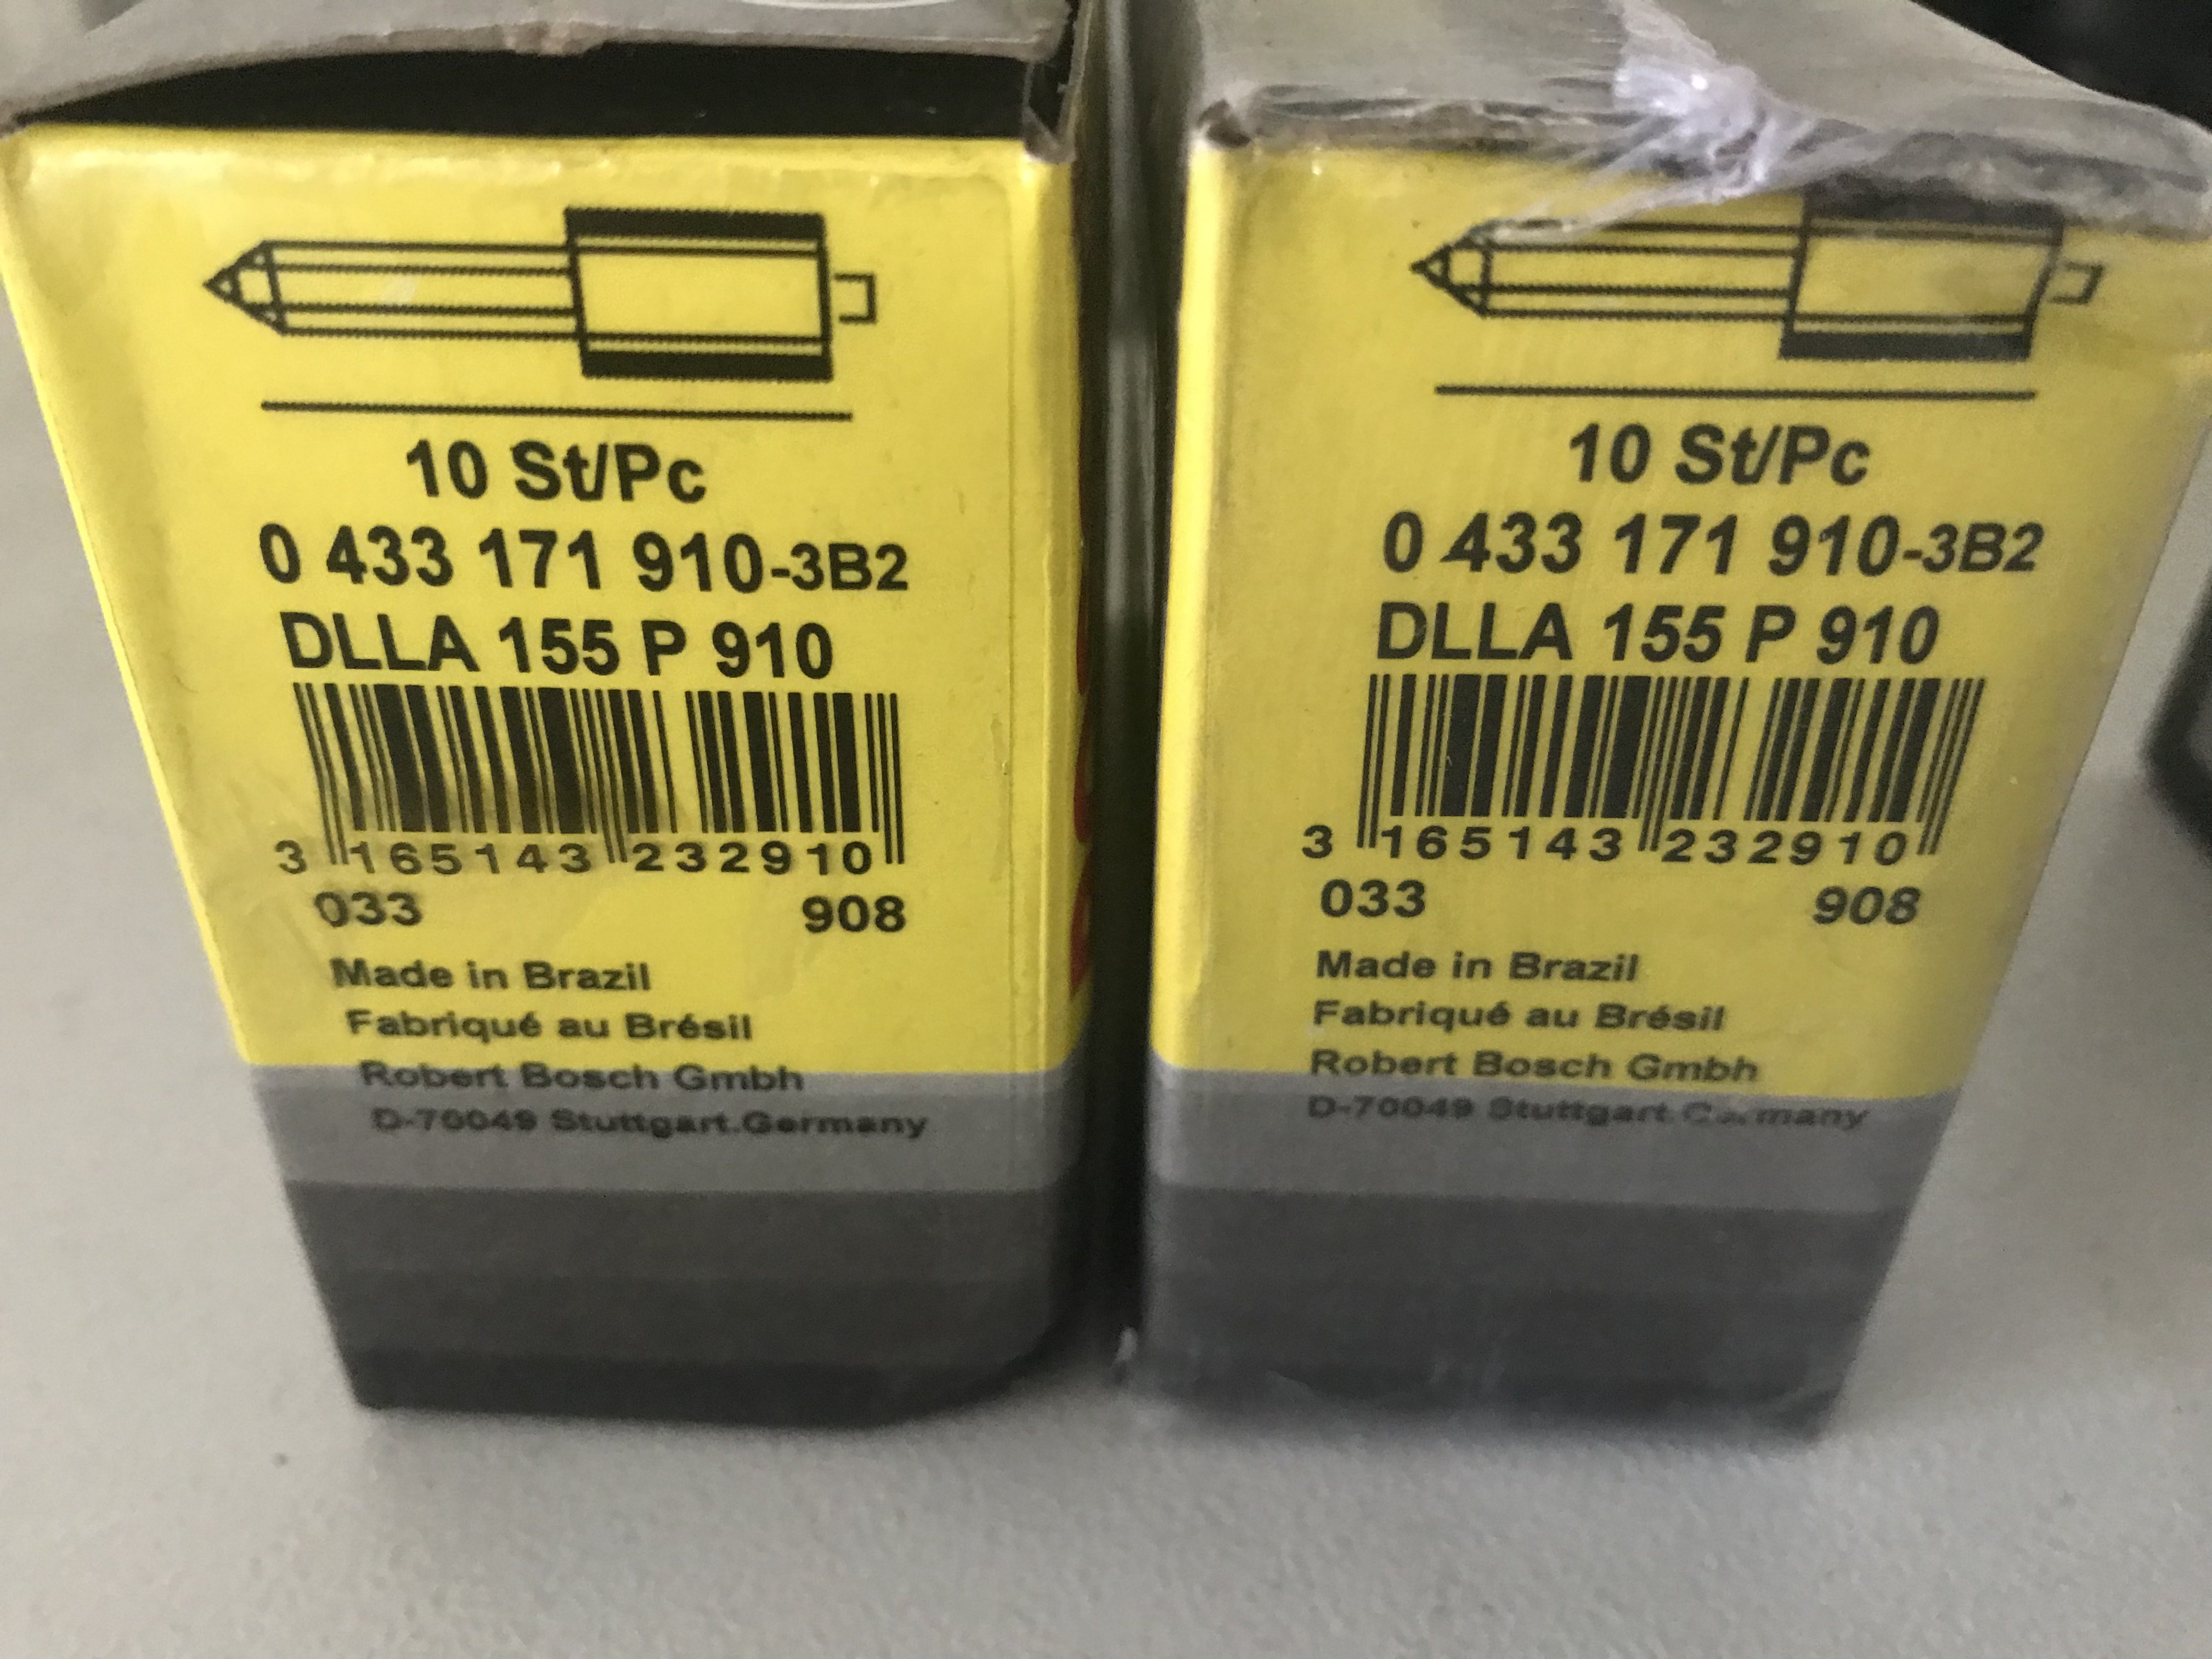 10 St/Pc
0 433 171 910-3B2
DLLA 155 P 910
3 165143 232910
033 908
Made in Brazil
Fabriqué au Brésil
Robert Bosch Gmbh
D-70049 Stuttgart.Germany
10 St/Pc
0 433 171 910-3B2
DLLA 155 P 910
3 165143 232910
033 908
Made in Brazil
Fabriqué au Brésil
Robert Bosch Gmbh
D-70049 Stuttgart.Germany